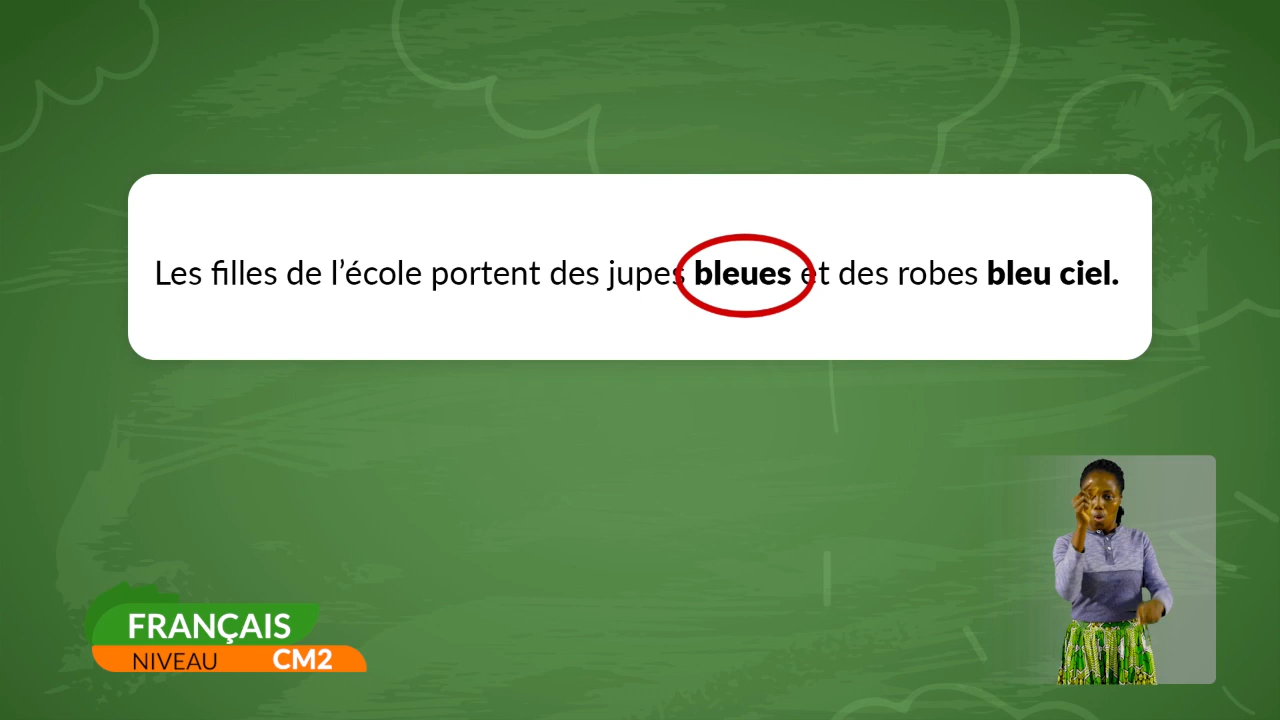 Les filles de l’école portent des jupes bleues et des robes bleu ciel.
FRANÇAIS
NIVEAU CM2